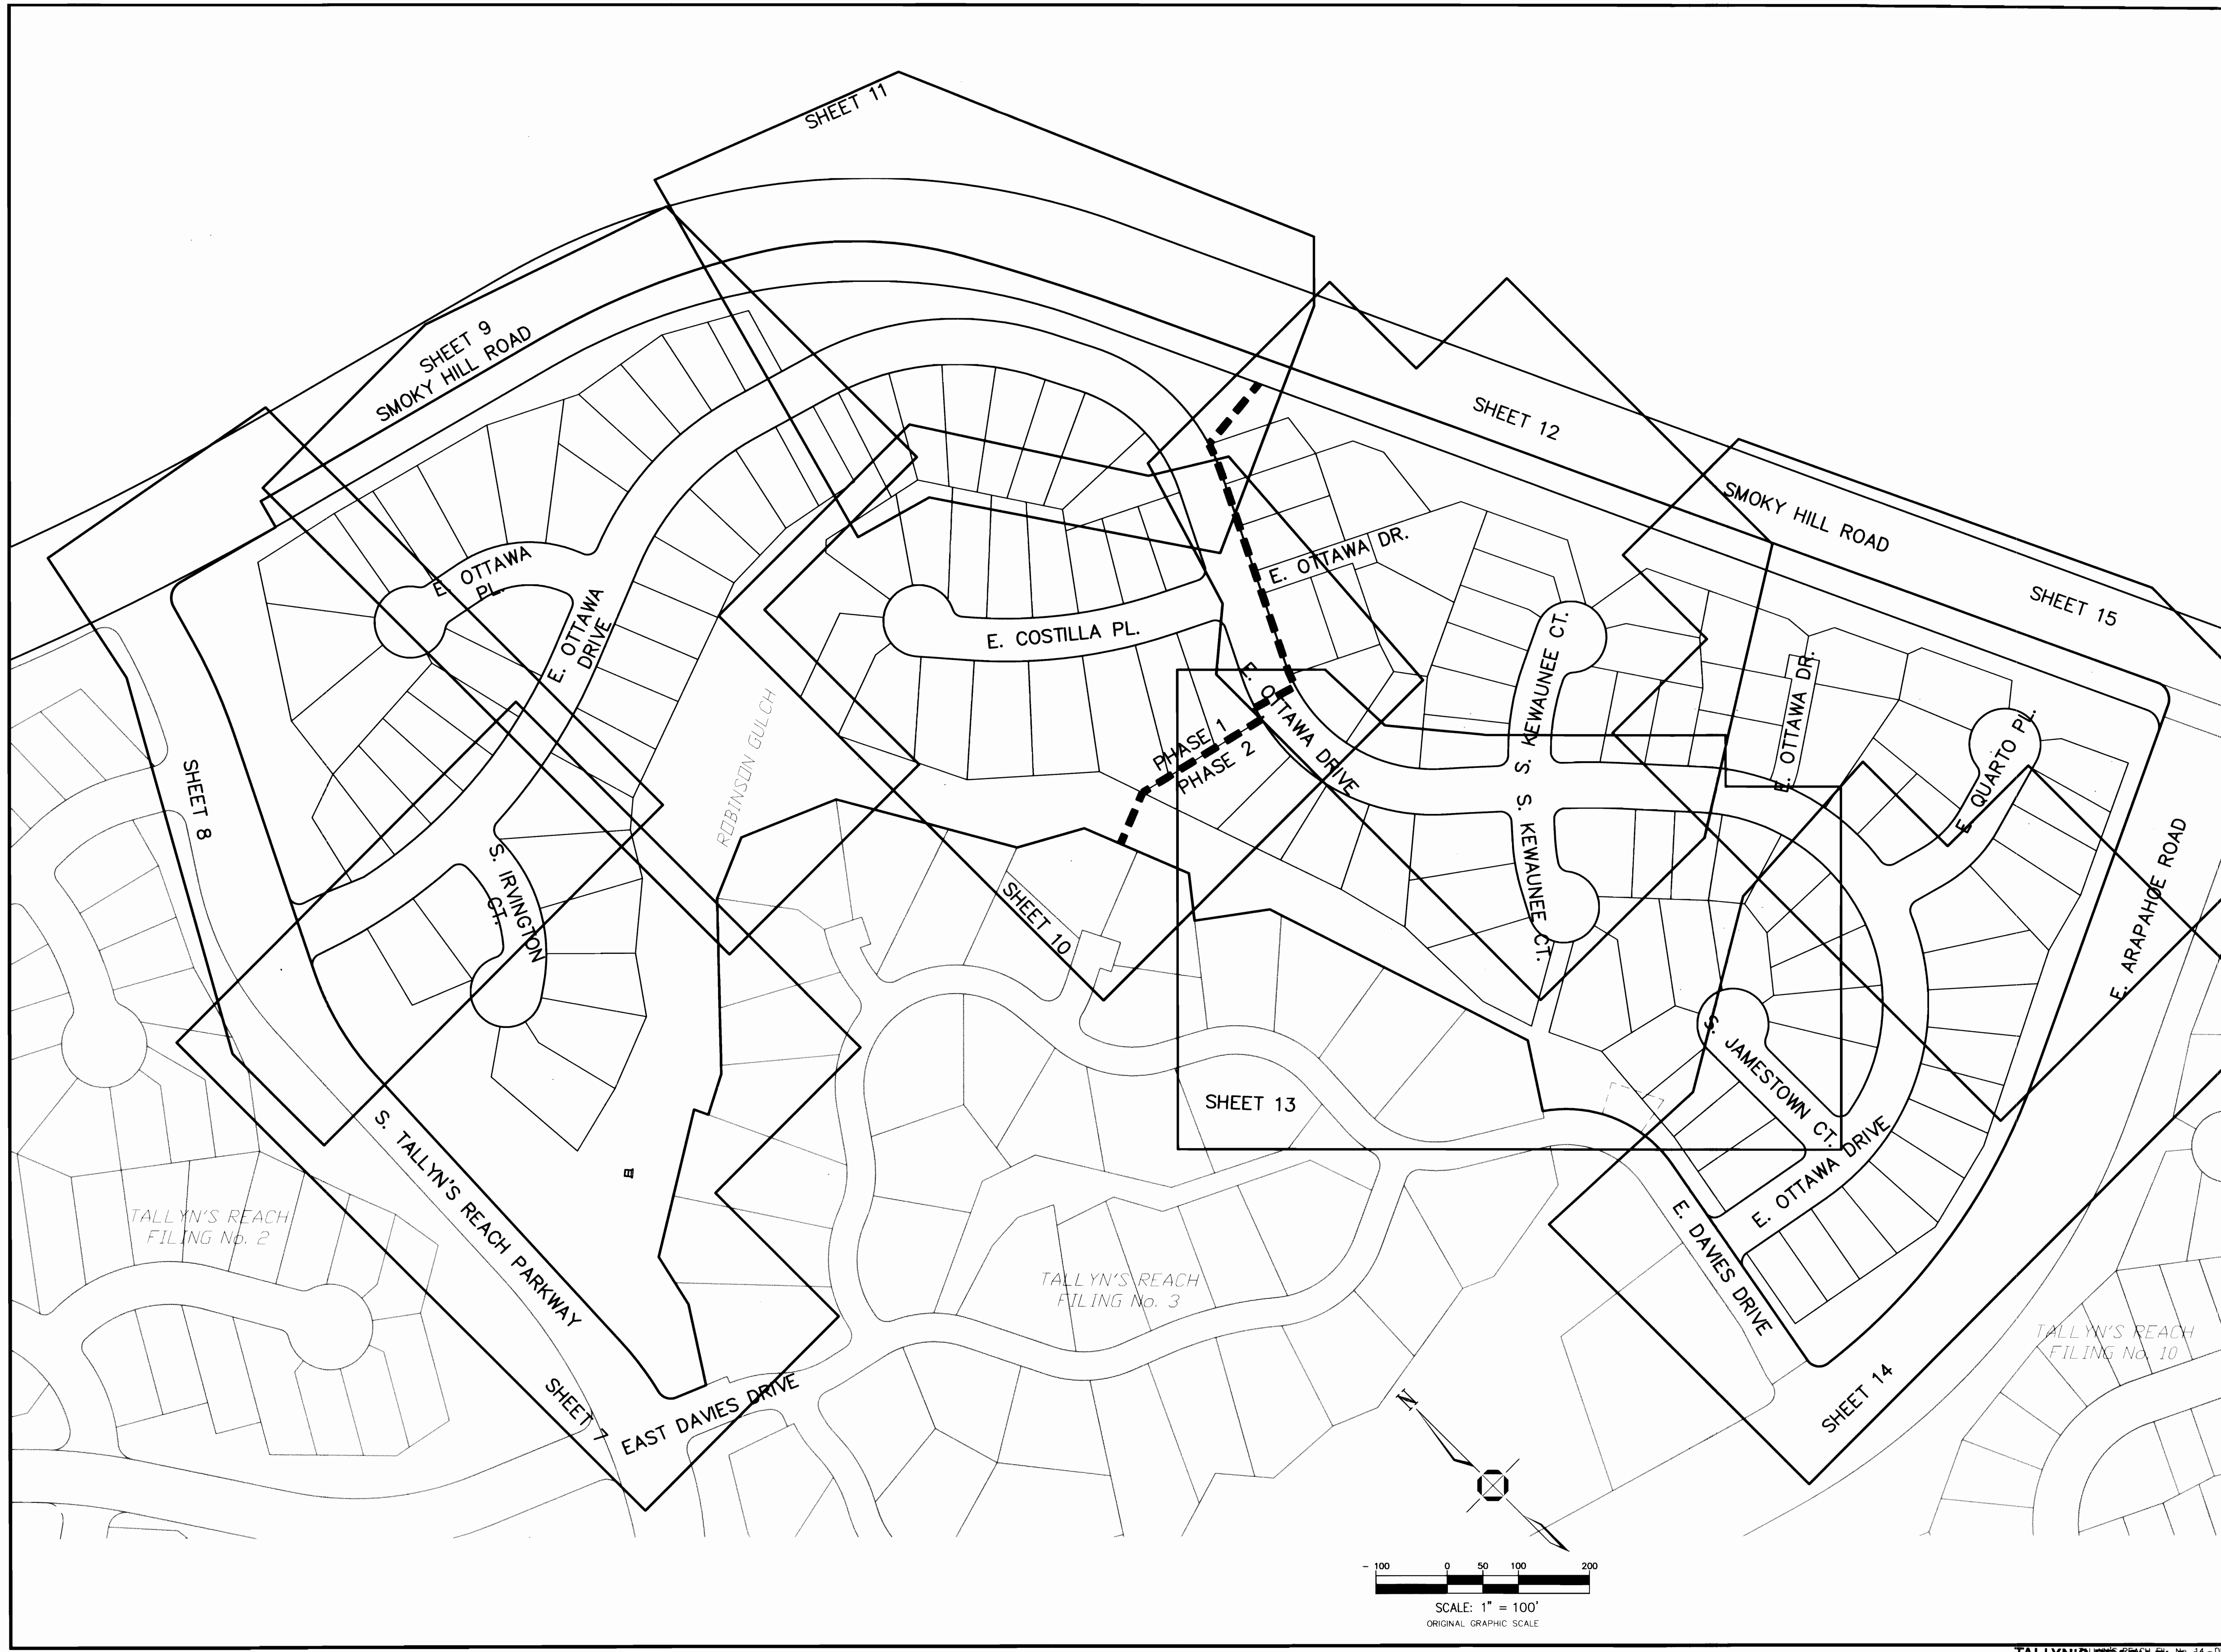 SHEET 11
SHEET 9
SMOKY HILL ROAD
SHEET 12
SMOKY HILL ROAD
SHEET 15
E. OTTAWA
PL.
E. OTTAWA
DRIVE
E. OTTAWA DR.
E. COSTILLA PL.
S. KEWAUNEE CT.
E. OTTAWA DR.
E. QUARTO PL.
E. OTTAWA DRIVE
ROBINSON GULCH
PHASE 1
PHASE 2
SHEET 8
S. IRVINGTON
CT.
SHEET 10
S. KEWAUNEE CT.
E. ARAPAHOE ROAD
S. JAMESTOWN CT.
SHEET 13
E. OTTAWA DRIVE
S. TALLYN'S REACH PARKWAY
TALLYN'S REACH
FILING No. 2
TALLYN'S REACH
FILING No. 3
E. DAVIES DRIVE
TALLYN'S REACH
FILING No. 10
SHEET 7
EAST DAVIES DRIVE
SHEET 14
N
- 100 0 50 100 200
SCALE: 1" = 100'
ORIGINAL GRAPHIC SCALE